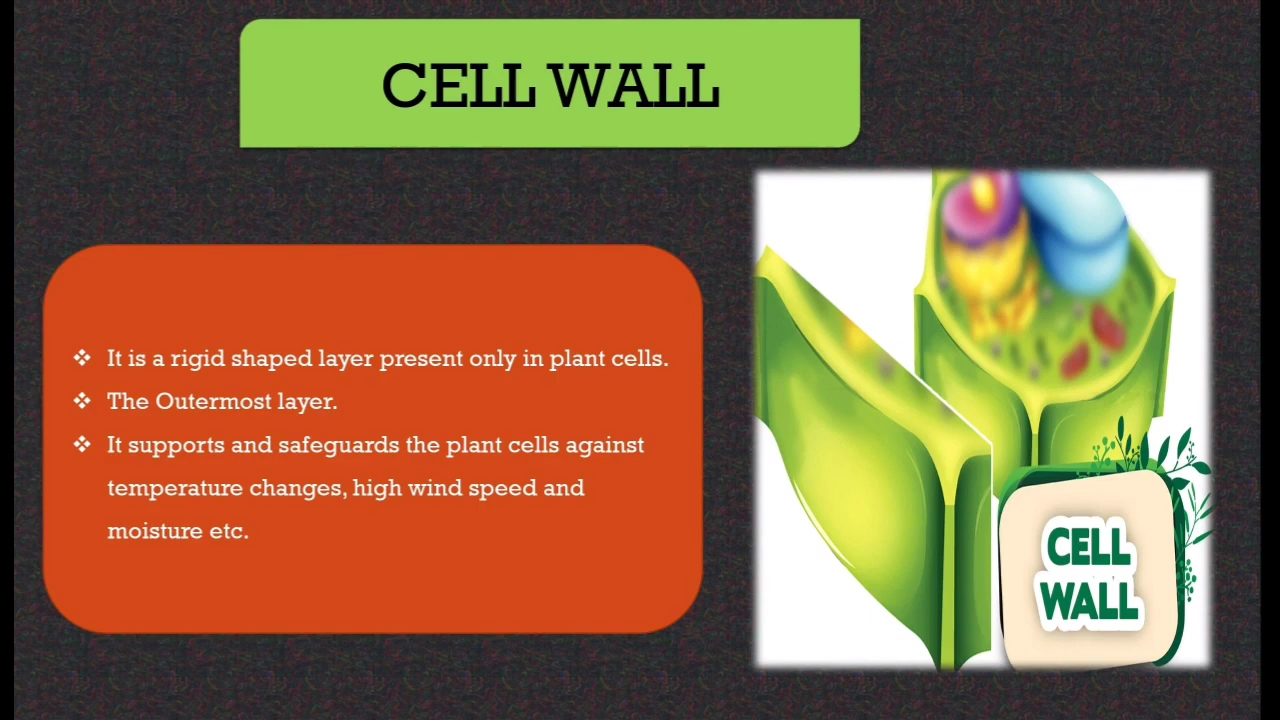 CELL WALL
❖ It is a rigid shaped layer present only in plant cells.
❖ The Outermost layer.
❖ It supports and safeguards the plant cells against
temperature changes, high wind speed and
moisture etc.
CELL
WALL